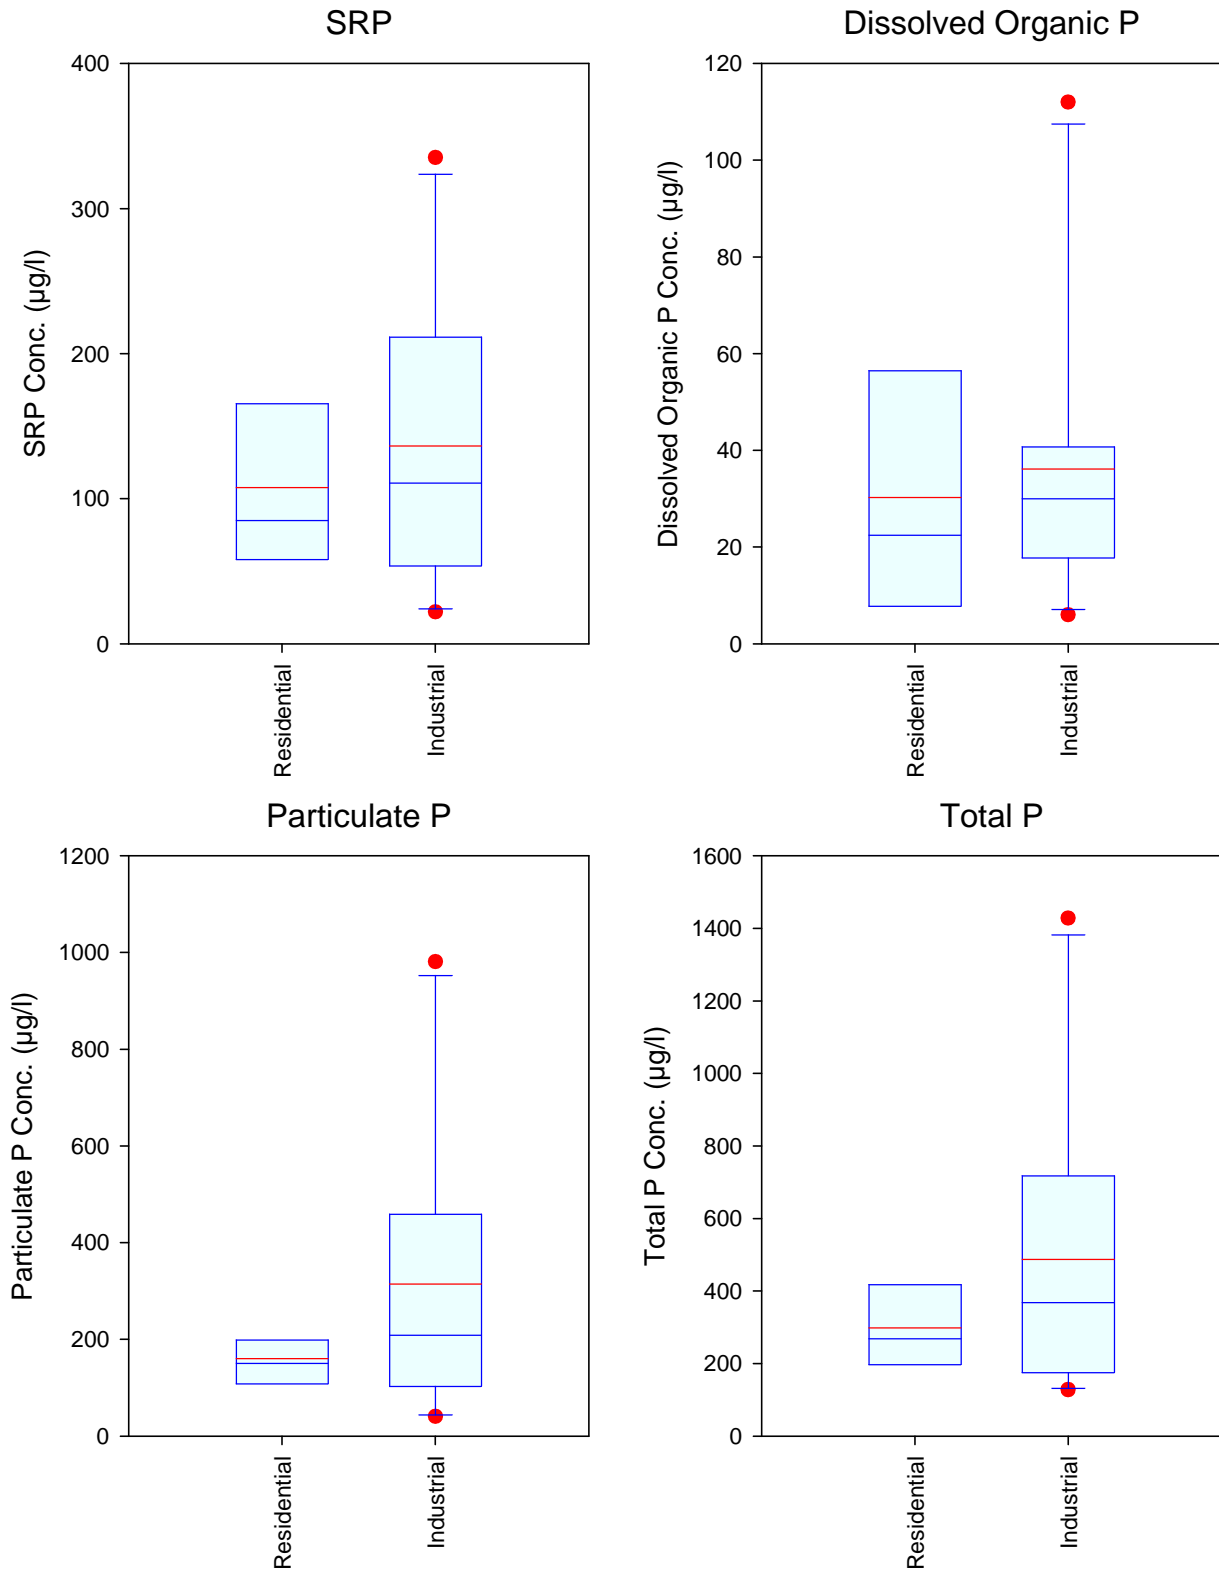 SRP
SRP Conc. (µg/l)
400
300
200
100
0
Residential
Industrial
Dissolved Organic P
Dissolved Organic P Conc. (µg/l)
120
100
80
60
40
20
0
Residential
Industrial
Particulate P
Particulate P Conc. (µg/l)
1200
1000
800
600
400
200
0
Residential
Industrial
Total P
Total P Conc. (µg/l)
1600
1400
1200
1000
800
600
400
200
0
Residential
Industrial